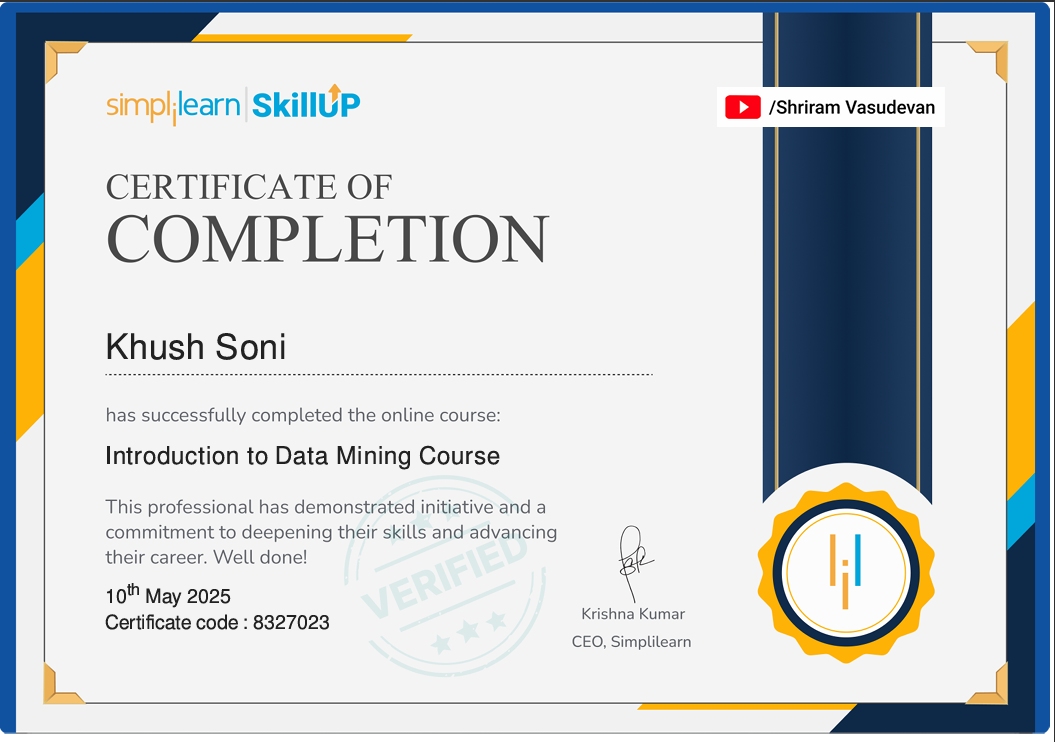 simplilearn | SkillUP
/Shriram Vasudevan
CERTIFICATE OF
COMPLETION
Khush Soni
has successfully completed the online course:
Introduction to Data Mining Course
This professional has demonstrated initiative and a
commitment to deepening their skills and advancing
their career. Well done!
VERIFIED
10th May 2025
Certificate code : 8327023
Krishna Kumar
CEO, Simplilearn